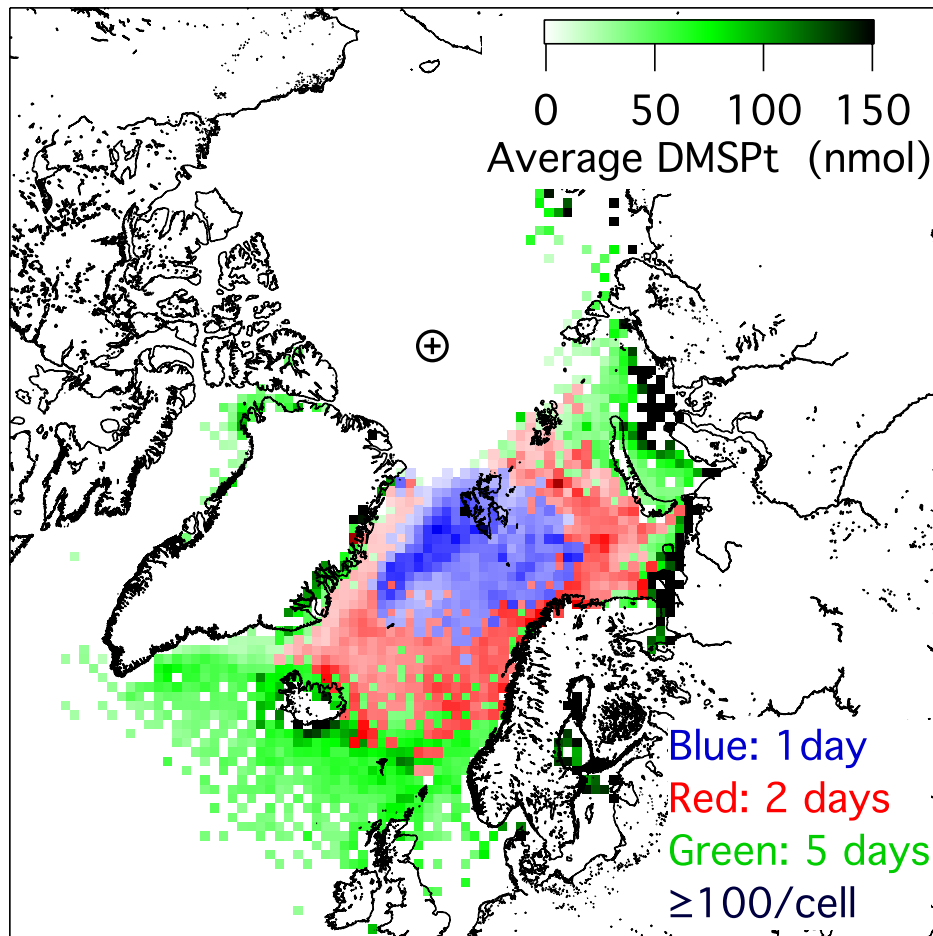 0 50 100 150
Average DMSPt (nmol)
Blue: 1day
Red: 2 days
Green: 5 days
≥100/cell